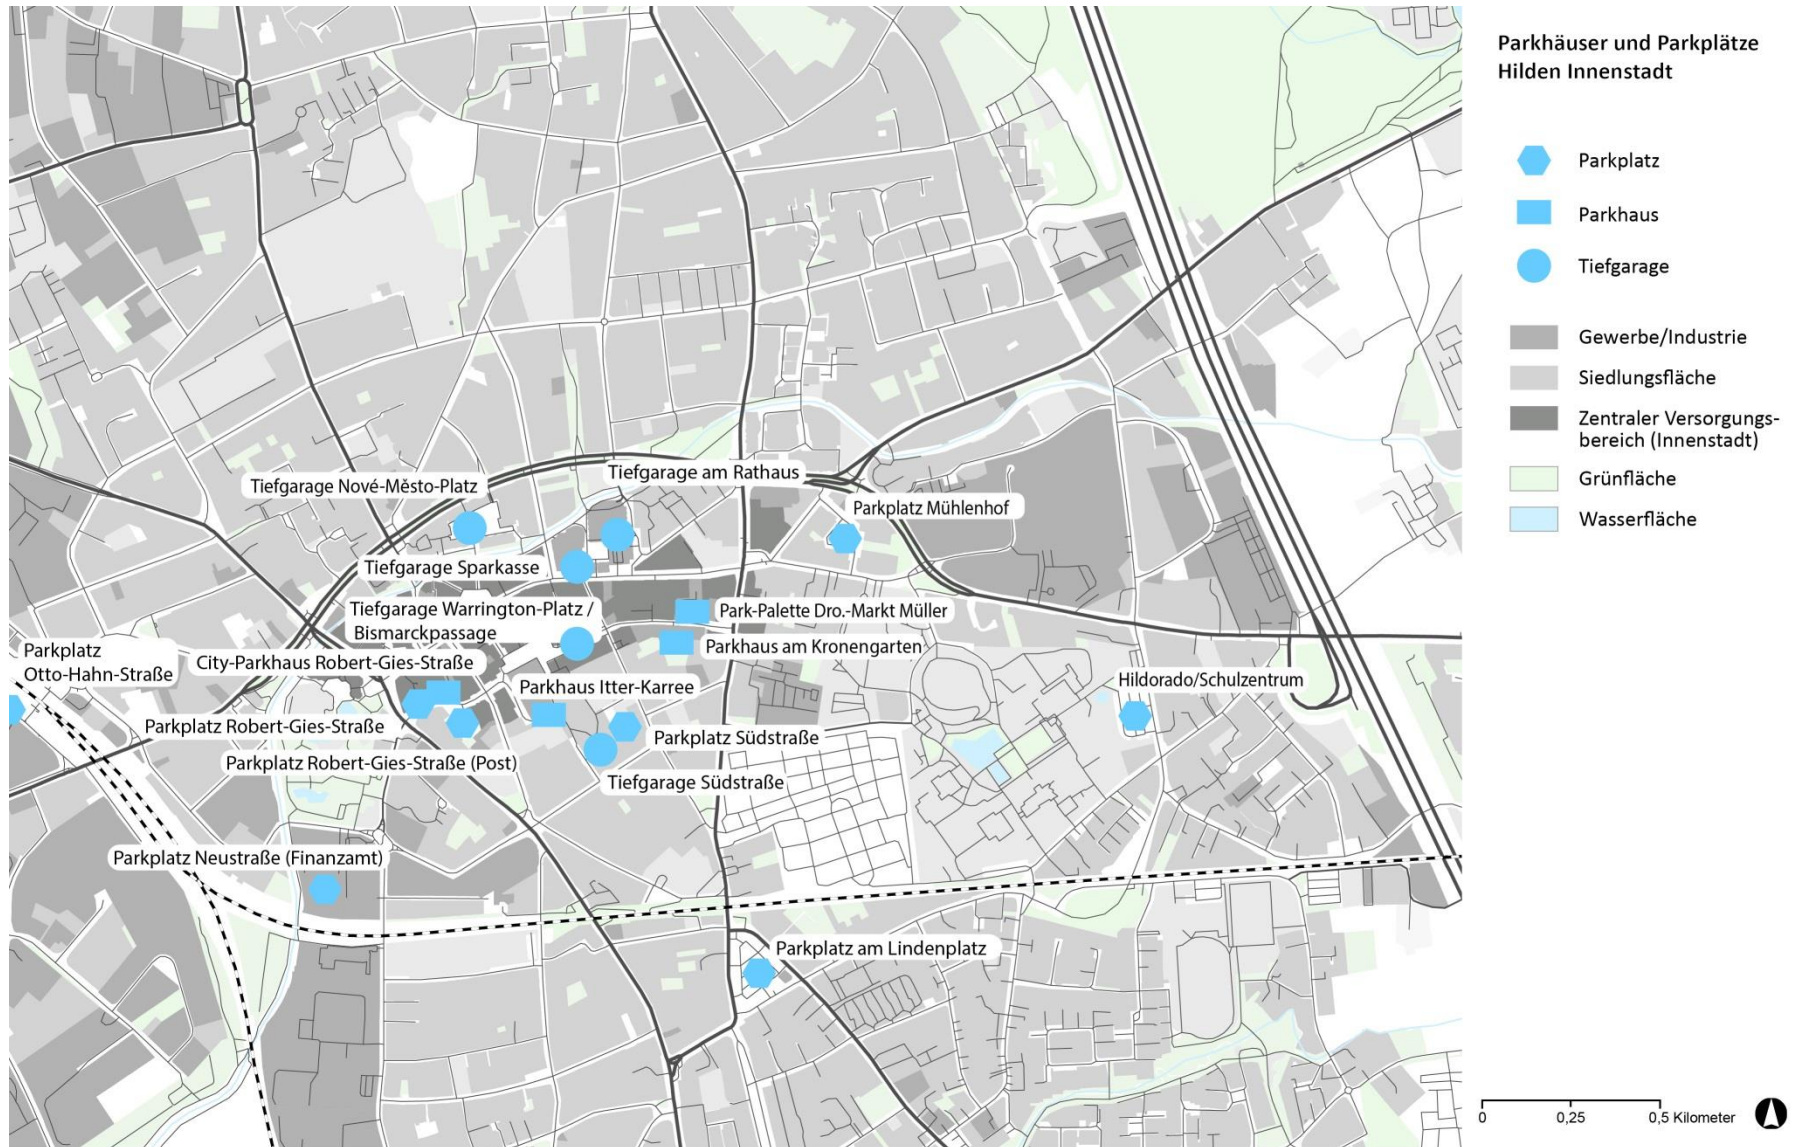 Parkhäuser und Parkplätze
Hilden Innenstadt
Parkplatz
Parkhaus
Tiefgarage
Gewerbe/Industrie
Siedlungsfläche
Zentraler Versorgungs-
bereich (Innenstadt)
Grünfläche
Wasserfläche
Tiefgarage am Rathaus
Tiefgarage Nové-Město-Platz
Parkplatz Mühlenhof
Tiefgarage Sparkasse
Tiefgarage Warrington-Platz /
Bismarckpassage
Park-Palette Dro.-Markt Müller
Parkhaus am Kronengarten
Parkplatz
Otto-Hahn-Straße
City-Parkhaus Robert-Gies-Straße
Hildorado/Schulzentrum
Parkhaus Itter-Karree
Parkplatz Robert-Gies-Straße
Parkplatz Südstraße
Parkplatz Robert-Gies-Straße (Post)
Tiefgarage Südstraße
Parkplatz Neustraße (Finanzamt)
Parkplatz am Lindenplatz
0 0,25 0,5 Kilometer